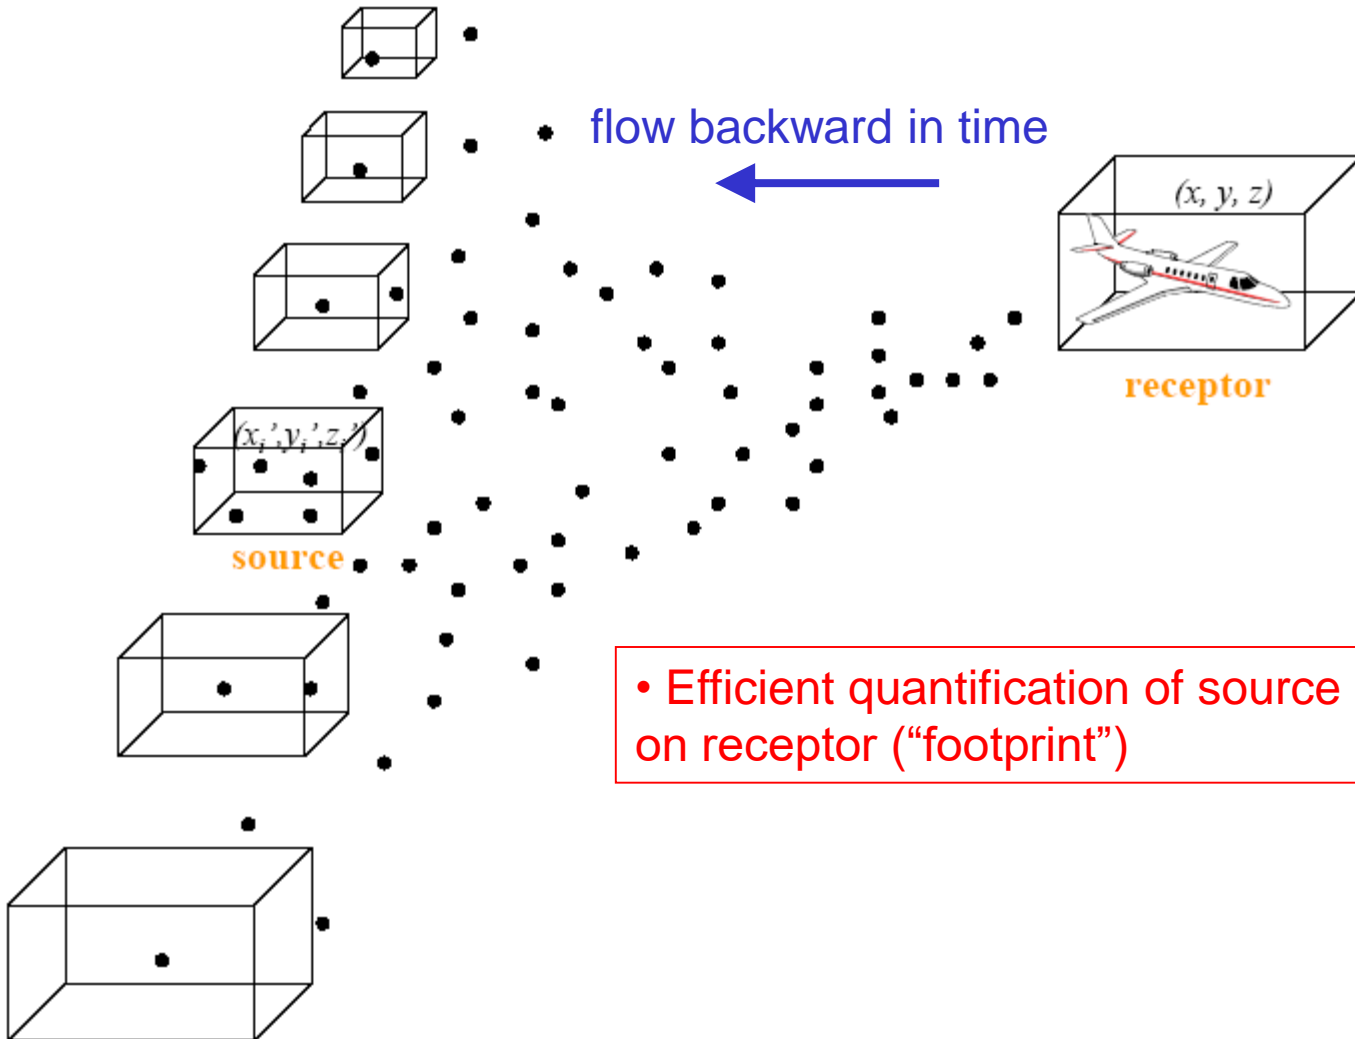 flow backward in time
(x, y, z)
receptor
(xᵢ’,yᵢ’,zᵢ’)
source
• Efficient quantification of source
on receptor (“footprint”)